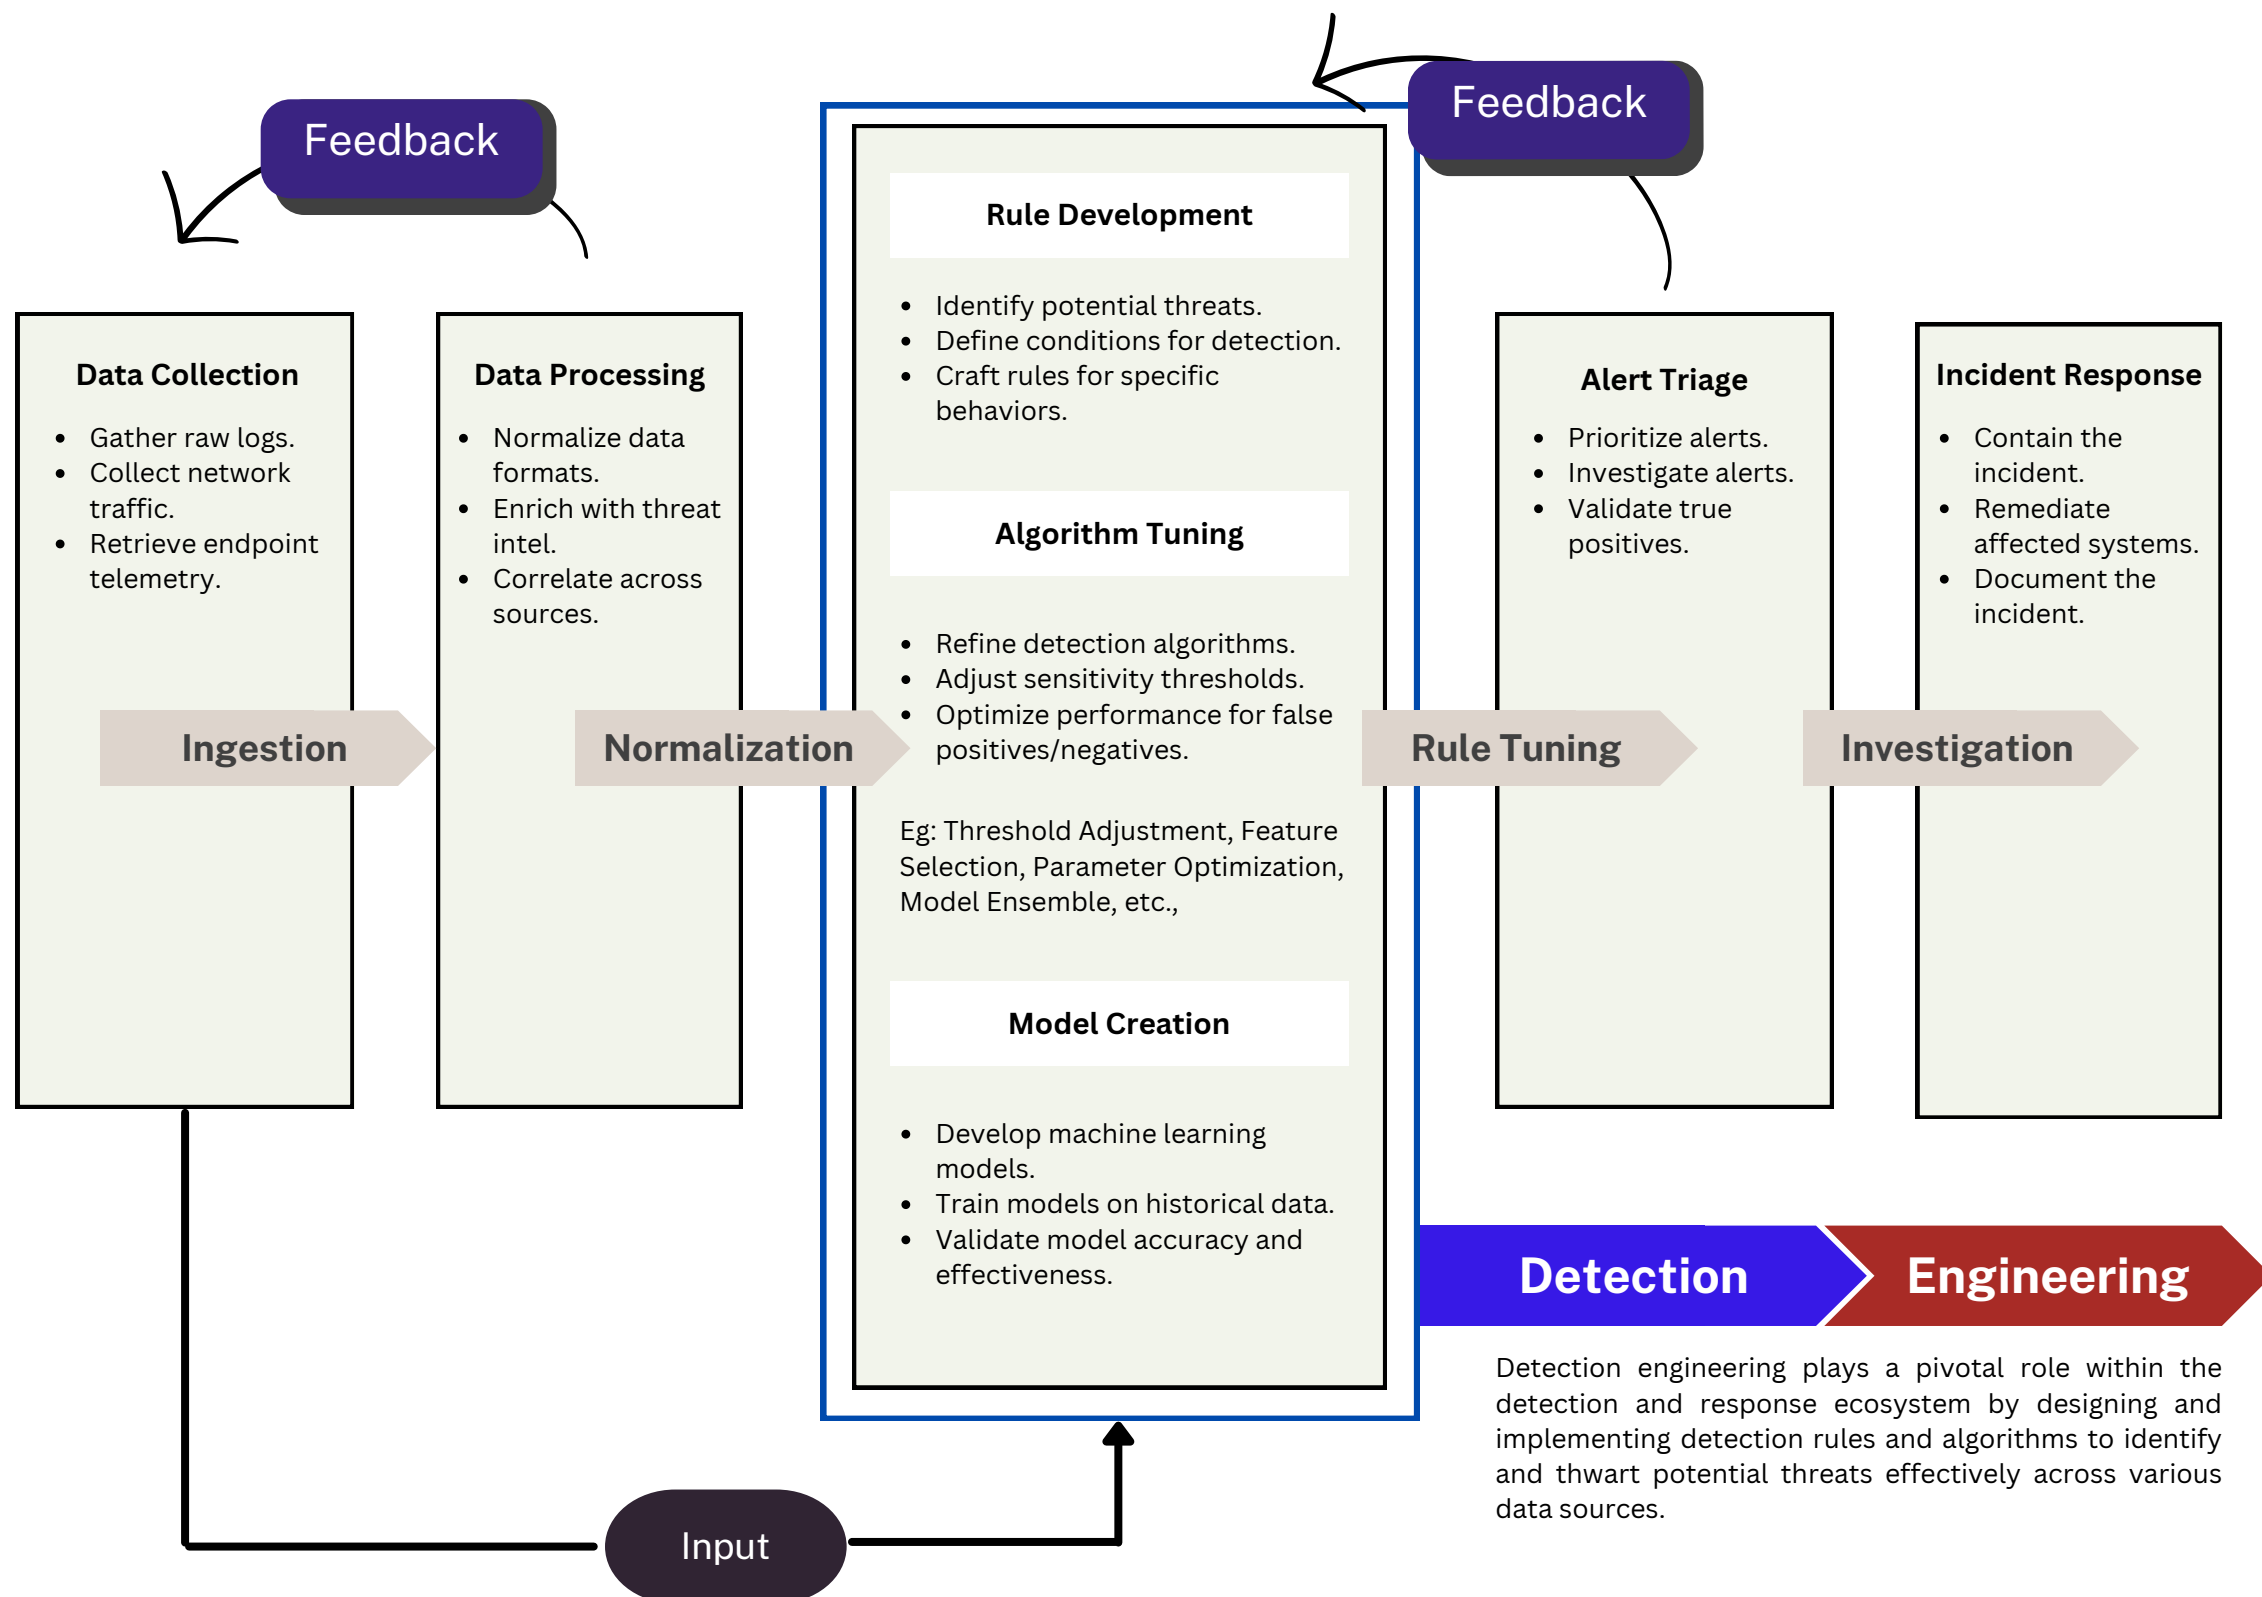 Feedback
Feedback
Data Collection
• Gather raw logs.
• Collect network
traffic.
• Retrieve endpoint
telemetry.
Ingestion
Data Processing
• Normalize data
formats.
• Enrich with threat
intel.
• Correlate across
sources.
Normalization
Rule Development
• Identify potential threats.
• Define conditions for detection.
• Craft rules for specific
behaviors.
Algorithm Tuning
• Refine detection algorithms.
• Adjust sensitivity thresholds.
• Optimize performance for false
positives/negatives.
Eg: Threshold Adjustment, Feature
Selection, Parameter Optimization,
Model Ensemble, etc.,
Model Creation
• Develop machine learning
models.
• Train models on historical data.
• Validate model accuracy and
effectiveness.
Rule Tuning
Alert Triage
• Prioritize alerts.
• Investigate alerts.
• Validate true
positives.
Investigation
Incident Response
• Contain the
incident.
• Remediate
affected systems.
• Document the
incident.
Detection
Engineering
Detection engineering plays a pivotal role within the
detection and response ecosystem by designing and
implementing detection rules and algorithms to identify
and thwart potential threats effectively across various
data sources.
Input